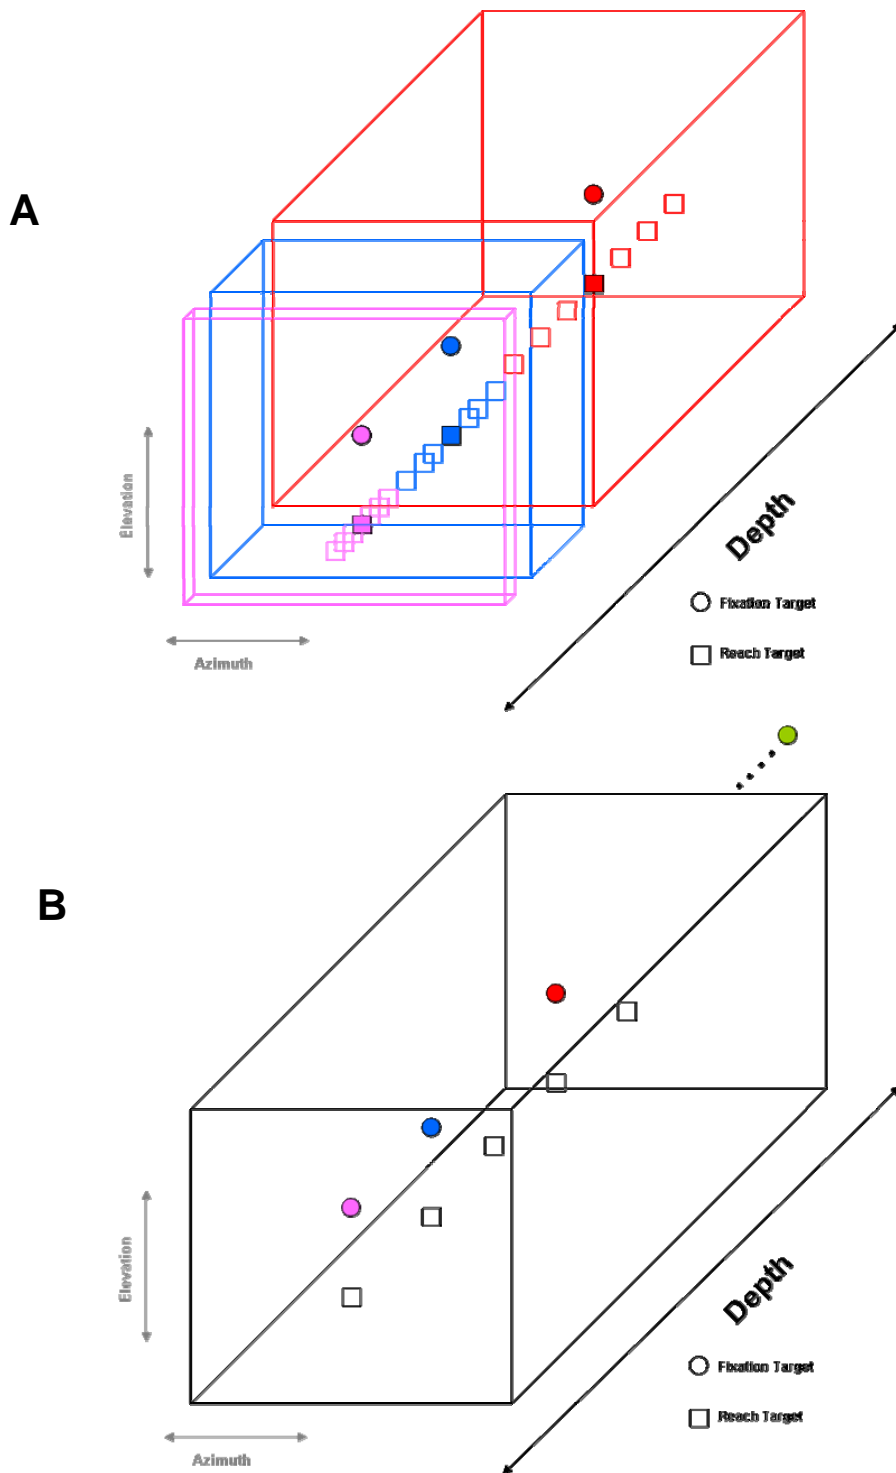 A
Elevation
Depth
Fixation Target
Reach Target
Azimuth
B
Elevation
Depth
Fixation Target
Reach Target
Azimuth